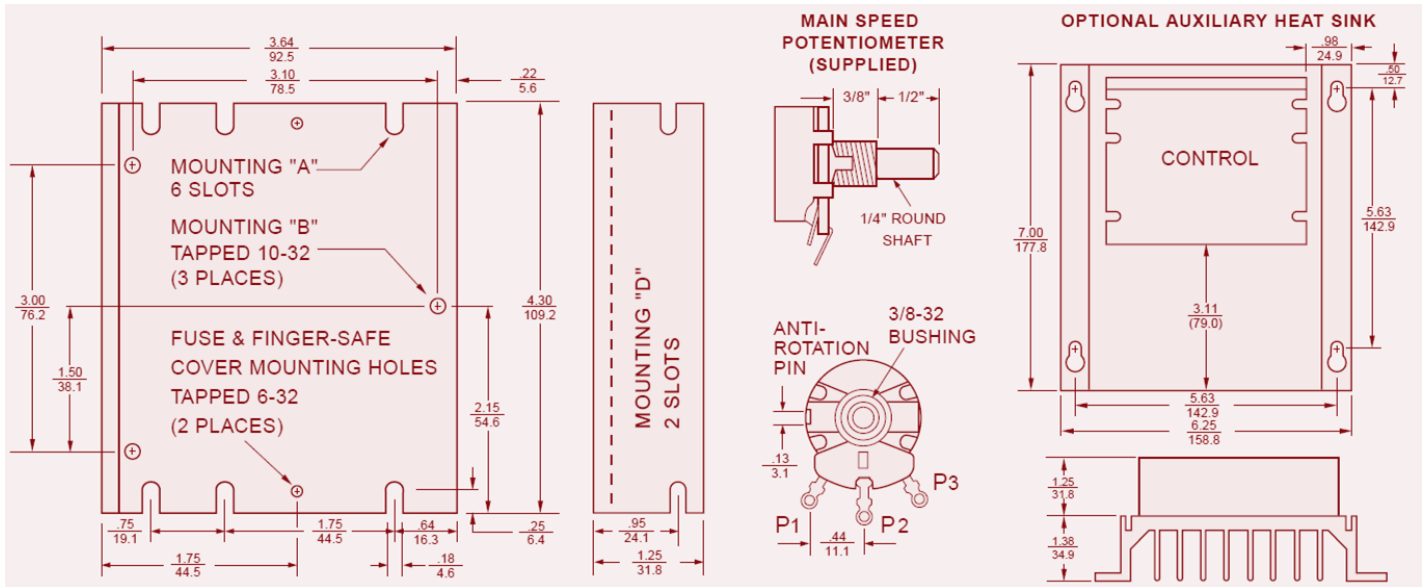 3.64
92.5
3.10
78.5
.22
5.6
MOUNTING "A"
6 SLOTS
MOUNTING "B"
TAPPED 10-32
(3 PLACES)
3.00
76.2
1.50
38.1
FUSE & FINGER-SAFE
COVER MOUNTING HOLES
TAPPED 6-32
(2 PLACES)
4.30
109.2
2.15
54.6
.75
19.1
1.75
44.5
.64
16.3
.25
6.4
1.75
44.5
.18
4.6
MOUNTING "D"
2 SLOTS
.95
24.1
1.25
31.8
MAIN SPEED
POTENTIOMETER
(SUPPLIED)
3/8"
1/2"
1/4" ROUND
SHAFT
ANTI-
ROTATION
PIN
3/8-32
BUSHING
.13
3.1
P1
P2
P3
.44
11.1
OPTIONAL AUXILIARY HEAT SINK
.98
24.9
.50
12.7
CONTROL
7.00
177.8
5.63
142.9
3.11
(79.0)
5.63
142.9
6.25
158.8
1.25
31.8
1.38
34.9